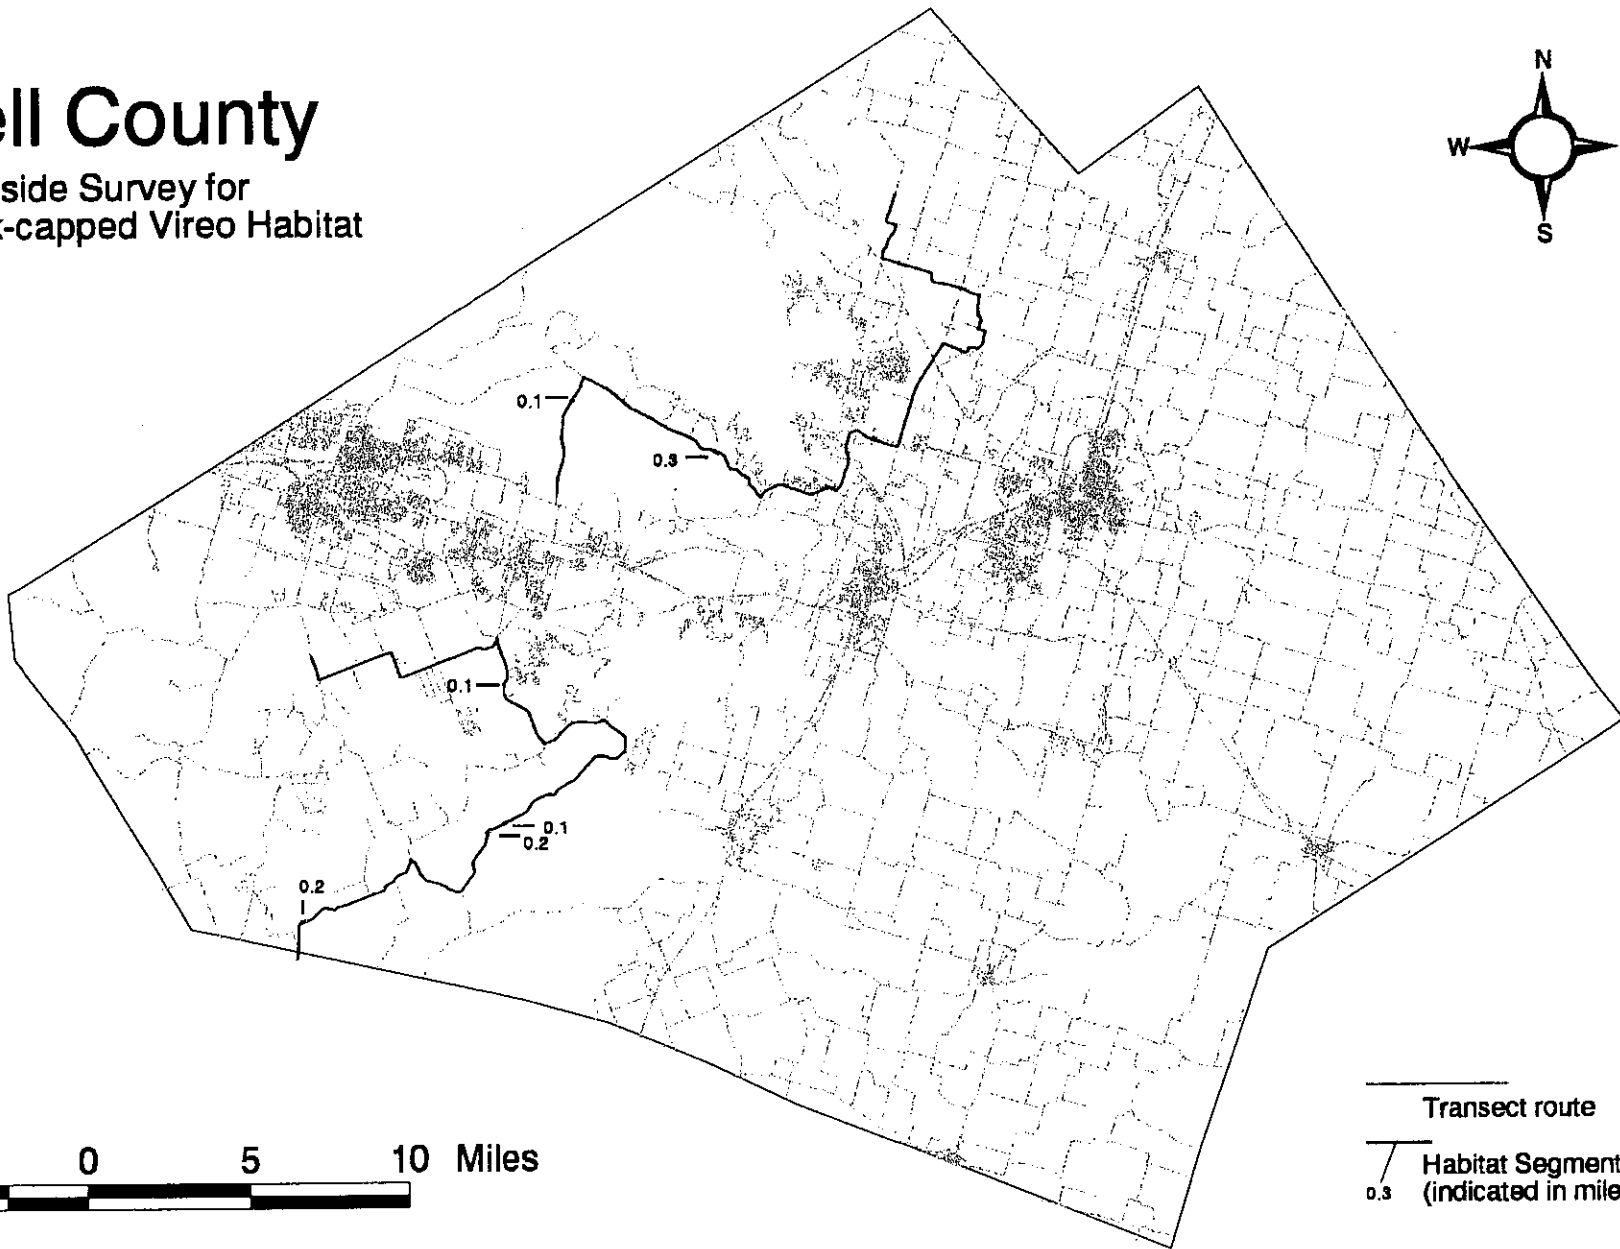 ell County
side Survey for
k-capped Vireo Habitat
N
W
S
0.1
0.3
0.1
0.1
0.2
0.2
0 5 10 Miles
Transect route
Habitat Segment
0.3 (indicated in mile